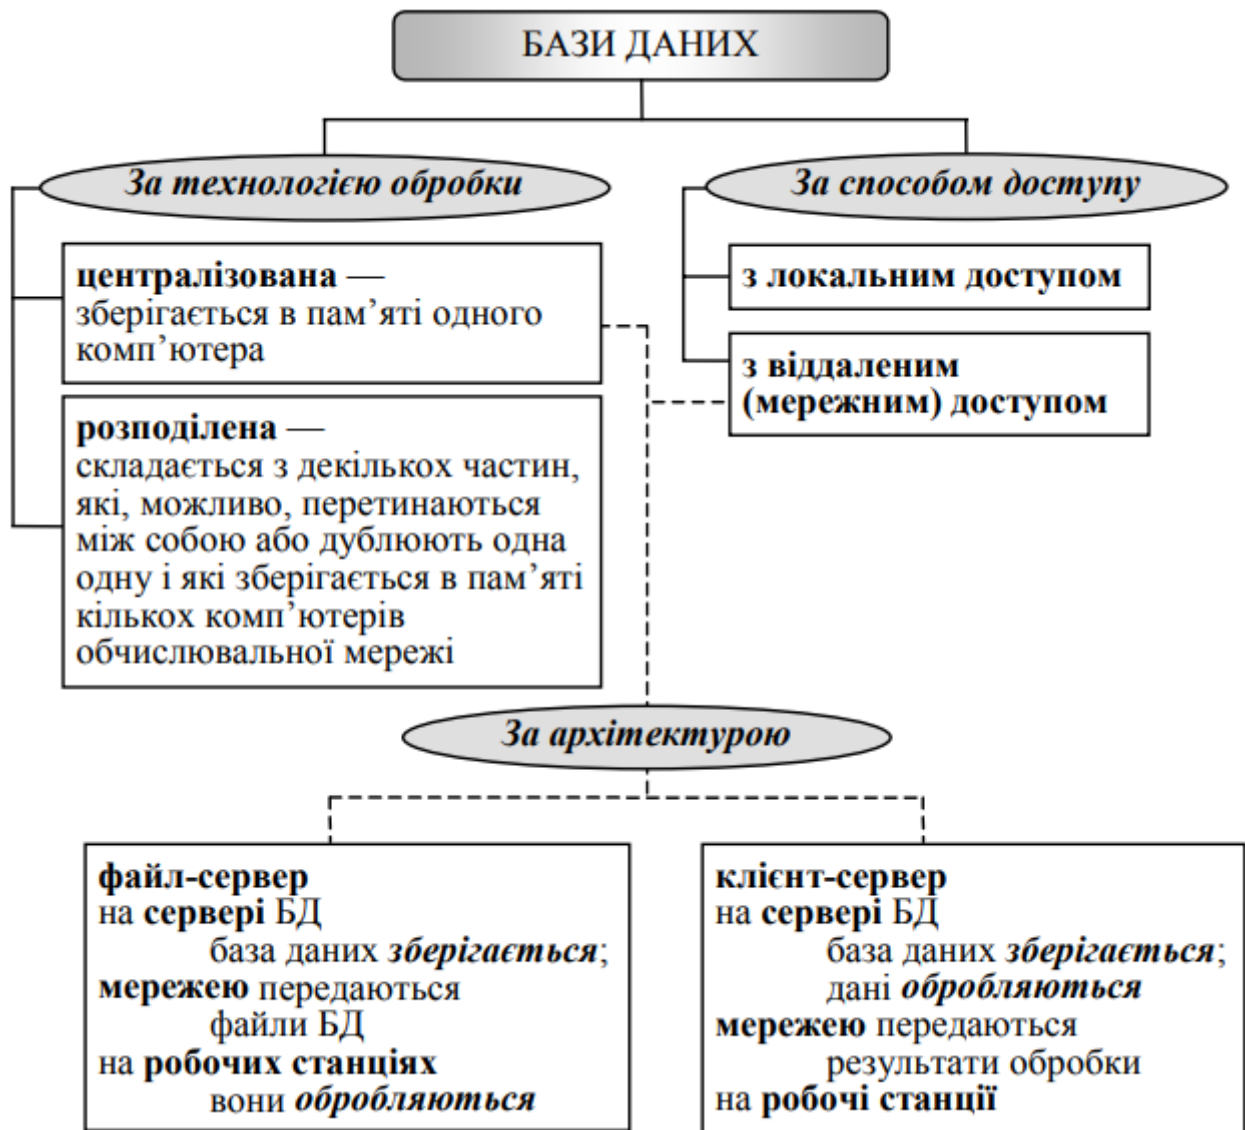 БАЗИ ДАНИХ
За технологією обробки
централізована —
зберігається в пам’яті одного
комп’ютера
розподілена —
складається з декількох частин,
які, можливо, перетинаються
між собою або дублюють одна
одну і які зберігається в пам’яті
кількох комп’ютерів
обчислювальної мережі
За способом доступу
з локальним доступом
з віддаленим
(мережним) доступом
За архітектурою
файл-сервер
на сервері БД
база даних зберігається;
мережею передаються
файли БД
на робочих станціях
вони обробляються
клієнт-сервер
на сервері БД
база даних зберігається;
дані обробляються
мережею передаються
результати обробки
на робочі станції